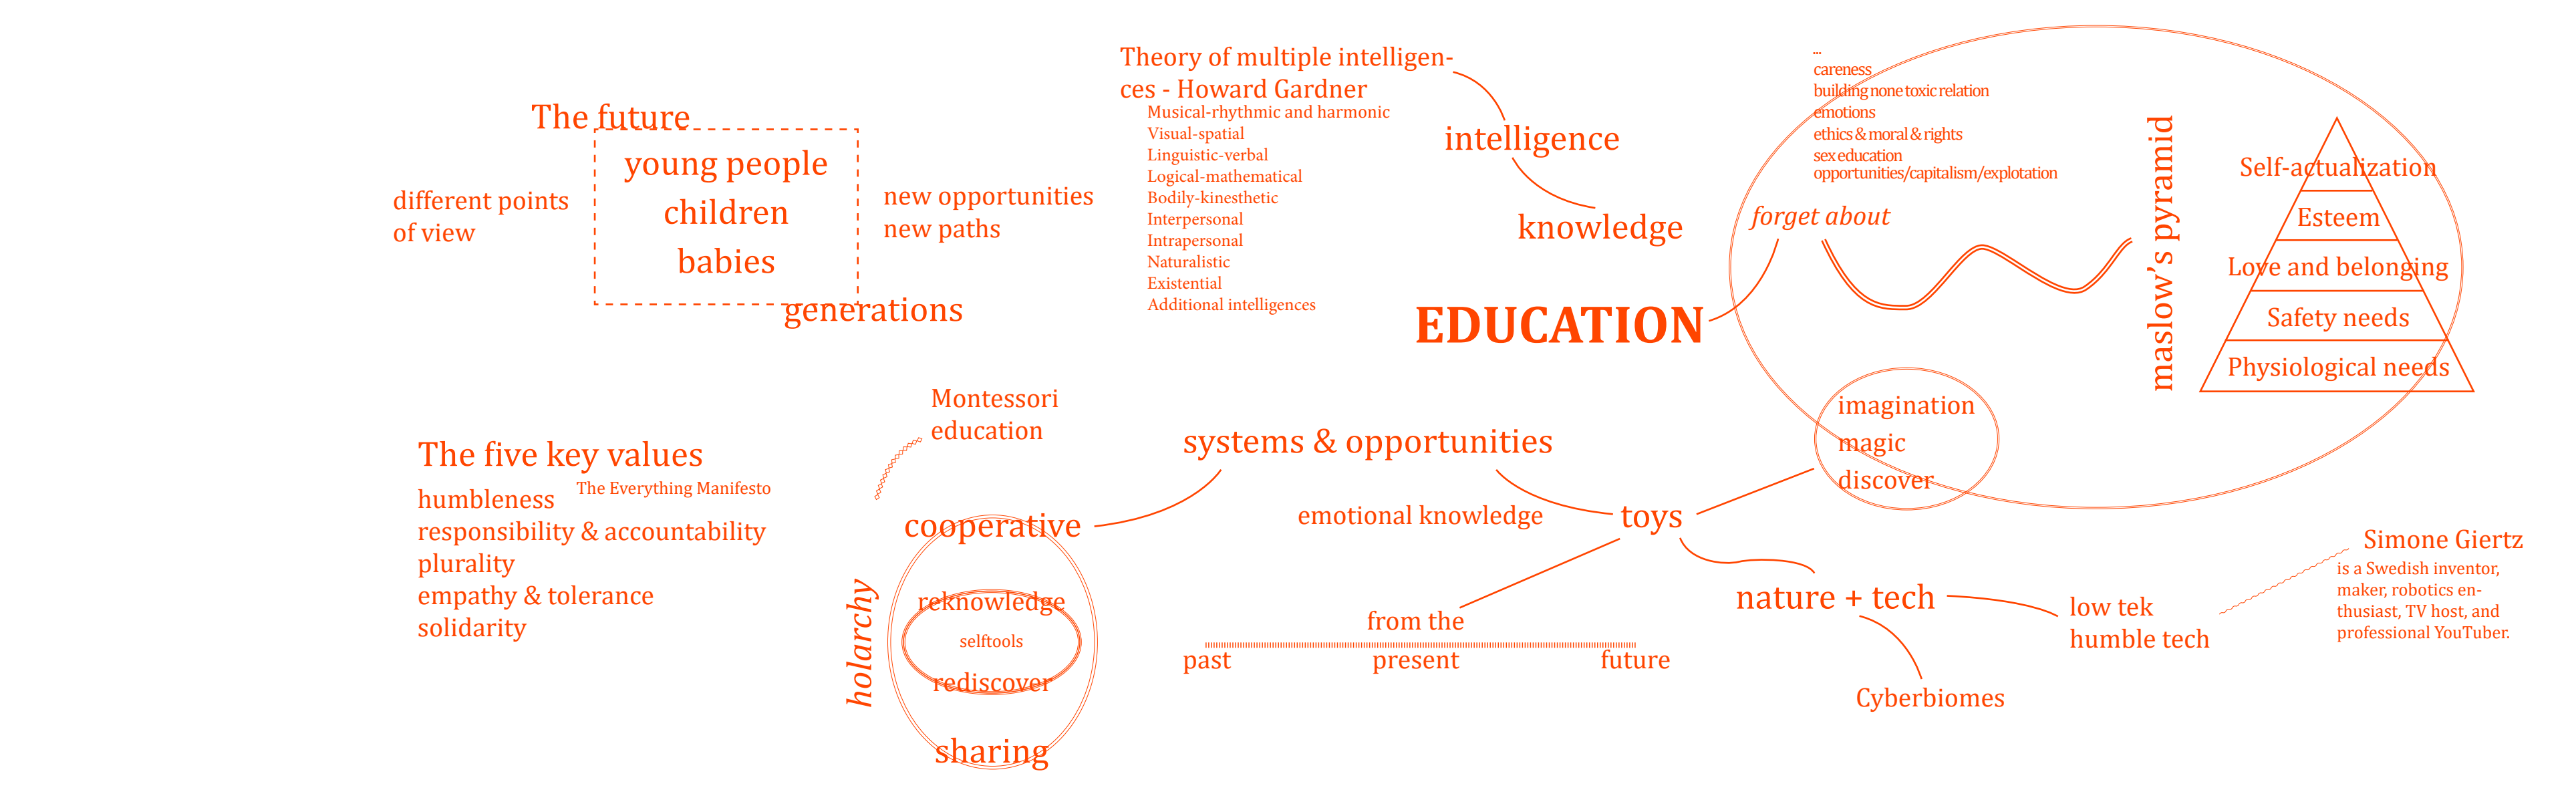 The future
young people
children
babies
generations
different points
of view
new opportunities
new paths
Theory of multiple intelligen-
ces - Howard Gardner
Musical-rhythmic and harmonic
Visual-spatial
Linguistic-verbal
Logical-mathematical
Bodily-kinesthetic
Interpersonal
Intrapersonal
Naturalistic
Existential
Additional intelligences
intelligence
knowledge
EDUCATION
...
careness
building none toxic relation
emotions
ethics & moral & rights
sex education
opportunities/capitalism/explotation
forget about
maslow's pyramid
Self-actualization
Esteem
Love and belonging
Safety needs
Physiological needs
The five key values
The Everything Manifesto
humbleness
responsibility & accountability
plurality
empathy & tolerance
solidarity
Montessori
education
cooperative
holarchy
reknowledge
selftools
rediscover
sharing
systems & opportunities
emotional knowledge
toys
imagination
magic
discover
from the
past
present
future
nature + tech
Cyberbiomes
low tek
humble tech
Simone Giertz
is a Swedish inventor,
maker, robotics en-
thusiast, TV host, and
professional YouTuber.